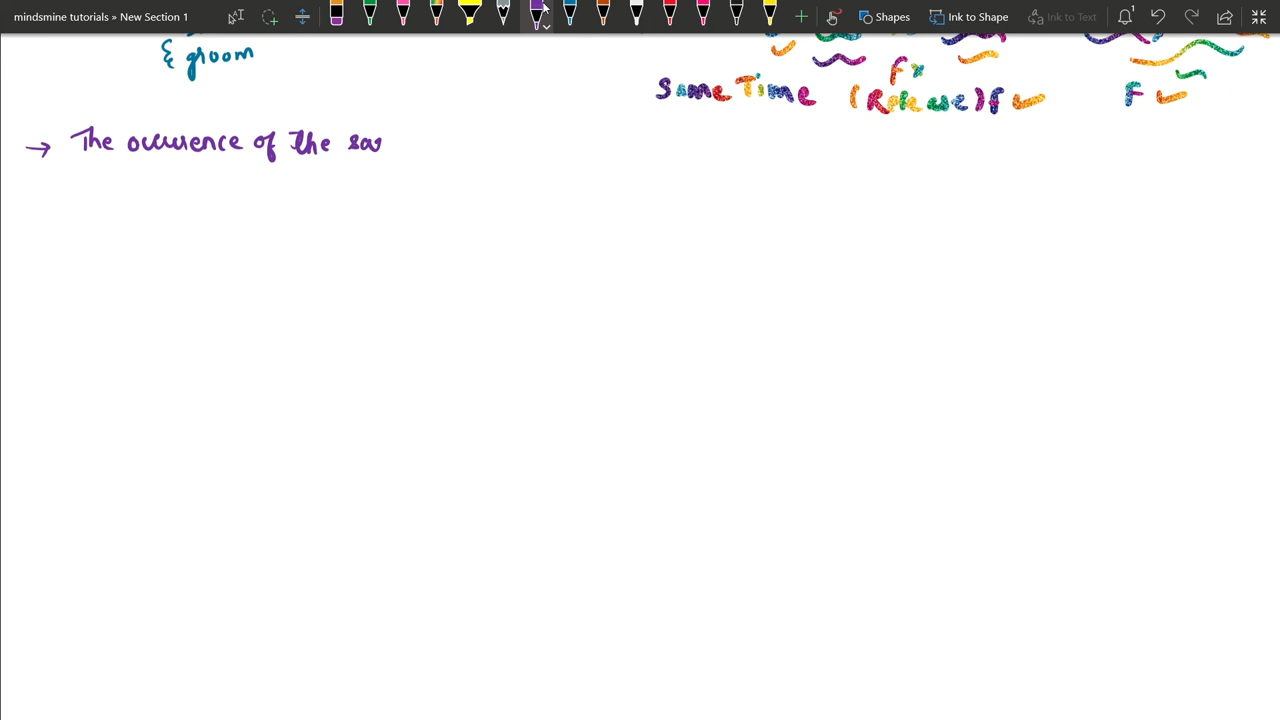 mindsmine tutorials » New Section 1
Shapes
Ink to Shape
Ink to Text
& groom
Same Time
F x
(Release) F ✓
F ✓
→ The occurence of the sa